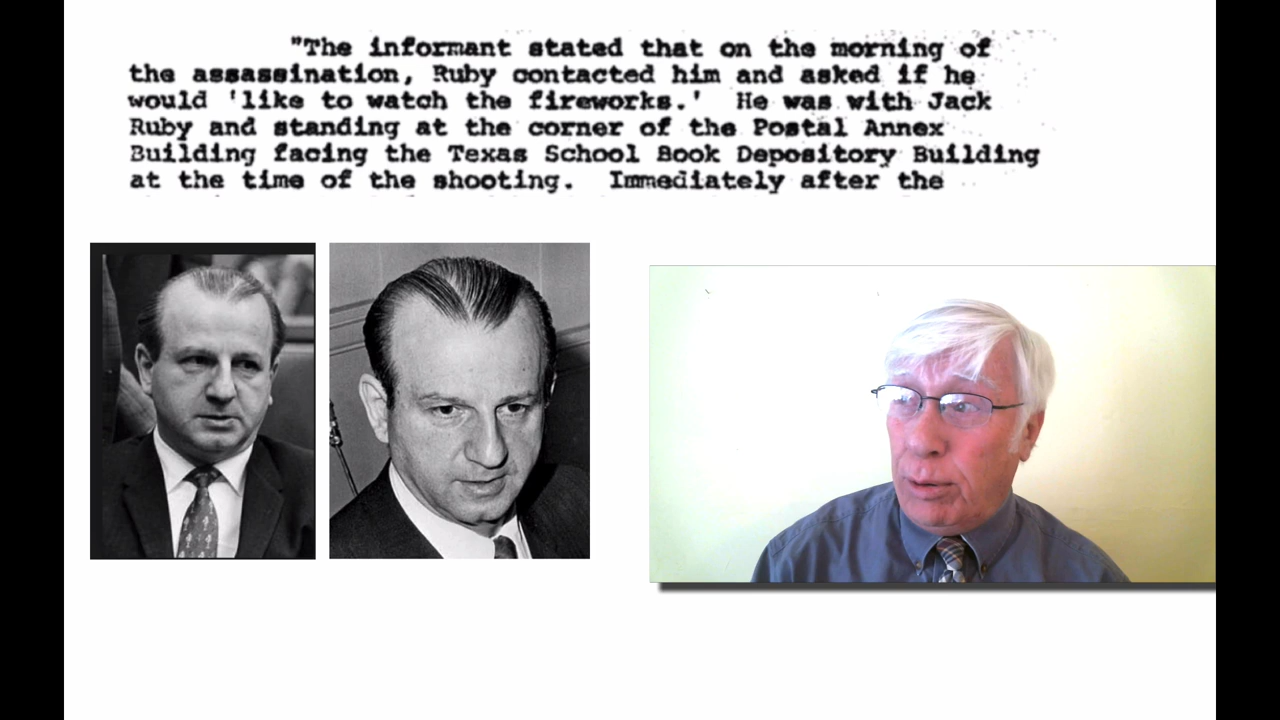 "The informant stated that on the morning of
the assassination, Ruby contacted him and asked if he
would 'like to watch the fireworks.' He was with Jack
Ruby and standing at the corner of the Postal Annex
Building facing the Texas School Book Depository Building
at the time of the shooting. Immediately after the